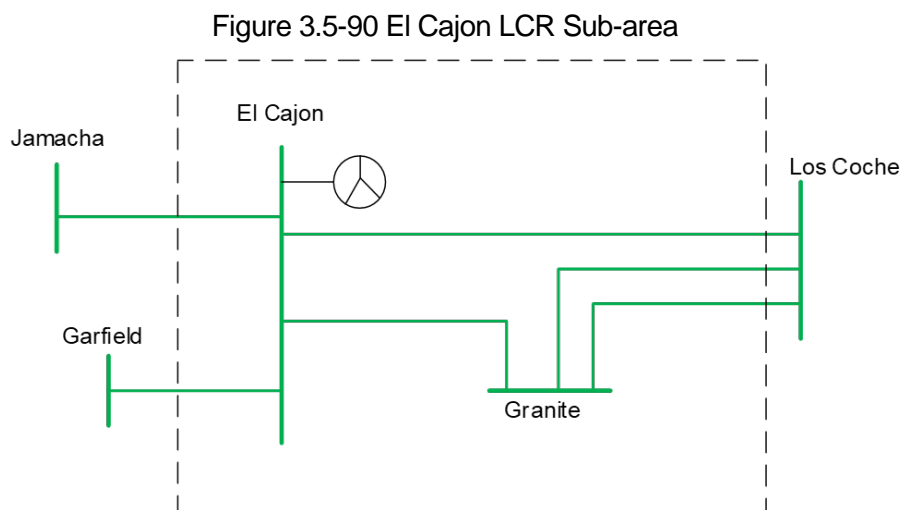 Figure 3.5-90 El Cajon LCR Sub-area
El Cajon
Jamacha
Los Coche
Garfield
Granite